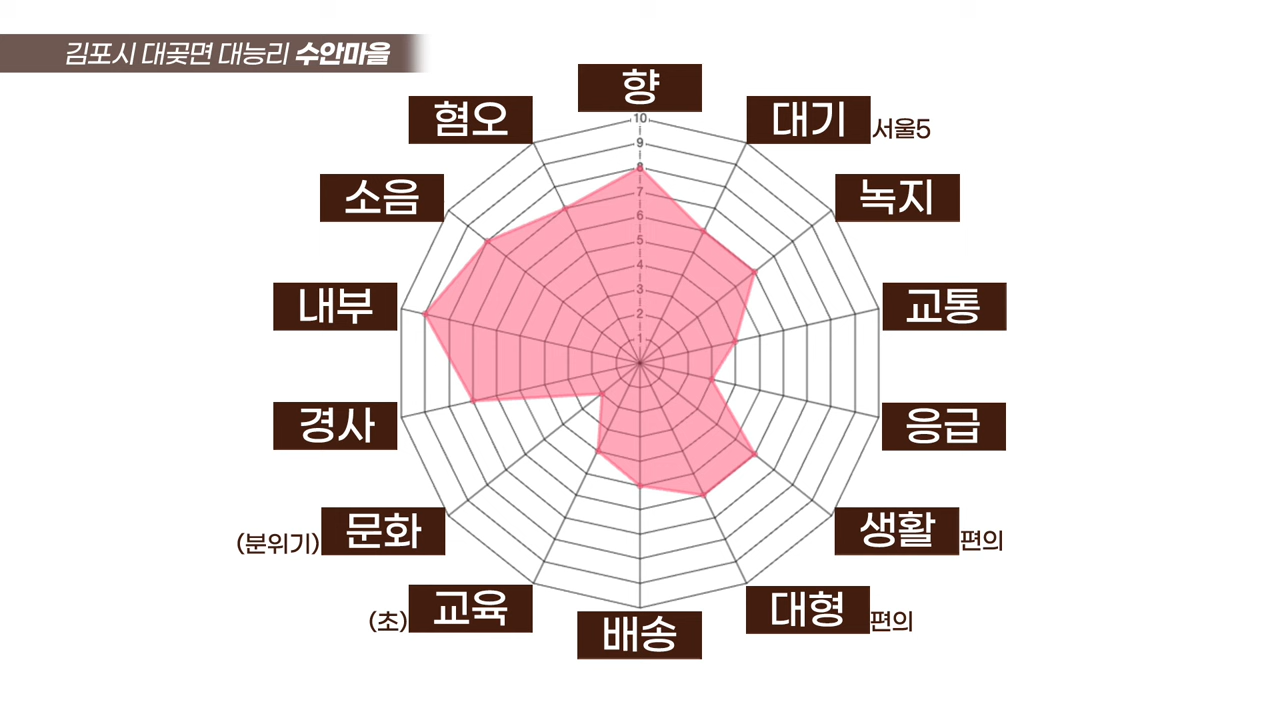 김포시 대곶면 대능리 수안마을
향
혐오
대기 서울5
소음
녹지
내부
교통
경사
응급
(분위기) 문화
생활 편의
(초) 교육
대형 편의
배송
10
9
8
7
6
5
4
3
2
1